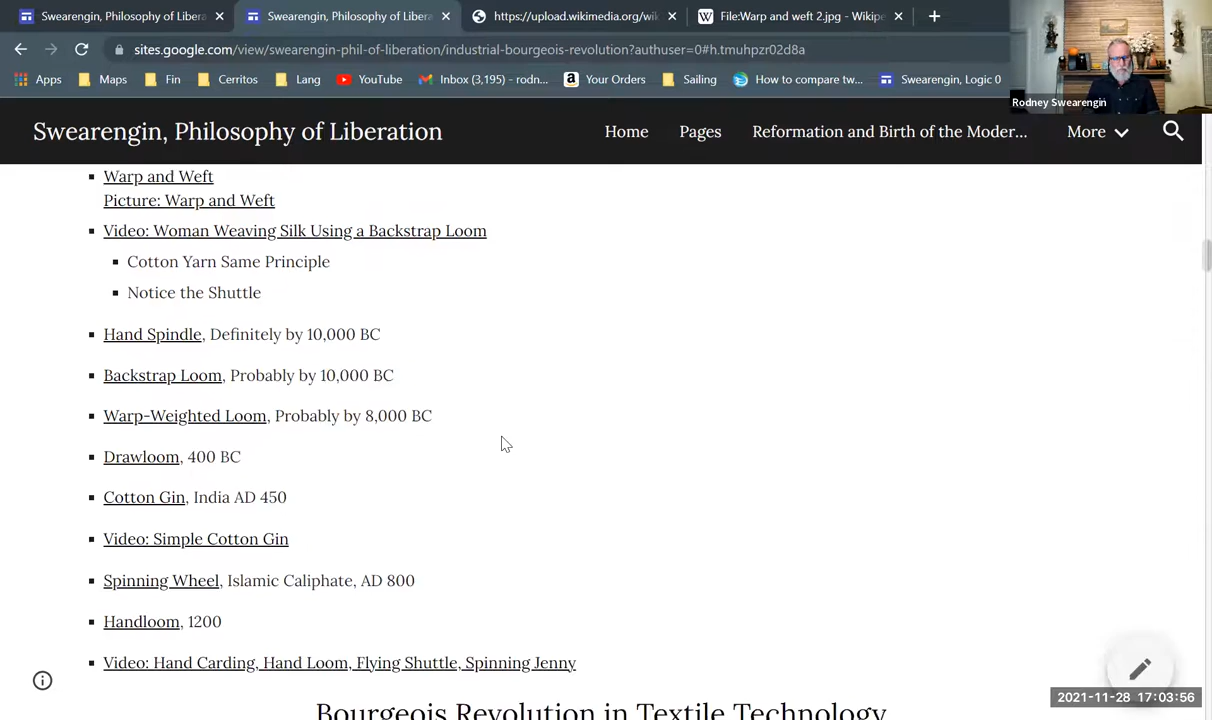 Swearengin, Philosophy of Libera
Swearengin, Philosophy of Libera
https://upload.wikimedia.org/wik
File:Warp and weft 2.jpg - Wikipe
sites.google.com/view/swearengin-phil-of-liberation/industrial-bourgeois-revolution?authuser=0#h.tmuhpzr02d8a
Apps Maps Fin Cerritos Lang YouTube Inbox (3,195) - rodn... Your Orders Sailing How to compare tw... Swearengin, Logic 0
Rodney Swearengin
Swearengin, Philosophy of Liberation Home Pages Reformation and Birth of the Moder... More
Warp and Weft
Picture: Warp and Weft
Video: Woman Weaving Silk Using a Backstrap Loom
Cotton Yarn Same Principle
Notice the Shuttle
Hand Spindle, Definitely by 10,000 BC
Backstrap Loom, Probably by 10,000 BC
Warp-Weighted Loom, Probably by 8,000 BC
Drawloom, 400 BC
Cotton Gin, India AD 450
Video: Simple Cotton Gin
Spinning Wheel, Islamic Caliphate, AD 800
Handloom, 1200
Video: Hand Carding, Hand Loom, Flying Shuttle, Spinning Jenny
2021-11-28 17:03:56
Bourgeois Revolution in Textile Technology